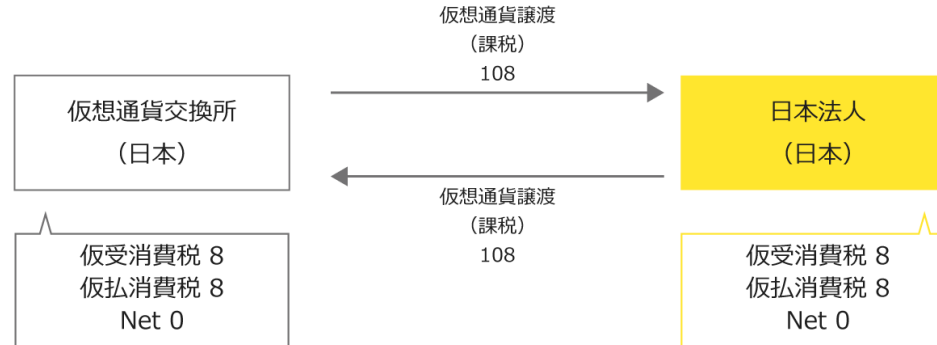 仮想通貨譲渡
（課税）
108
仮想通貨交換所
（日本）
日本法人
（日本）
仮想通貨譲渡
（課税）
108
仮受消費税 8
仮払消費税 8
Net 0
仮受消費税 8
仮払消費税 8
Net 0